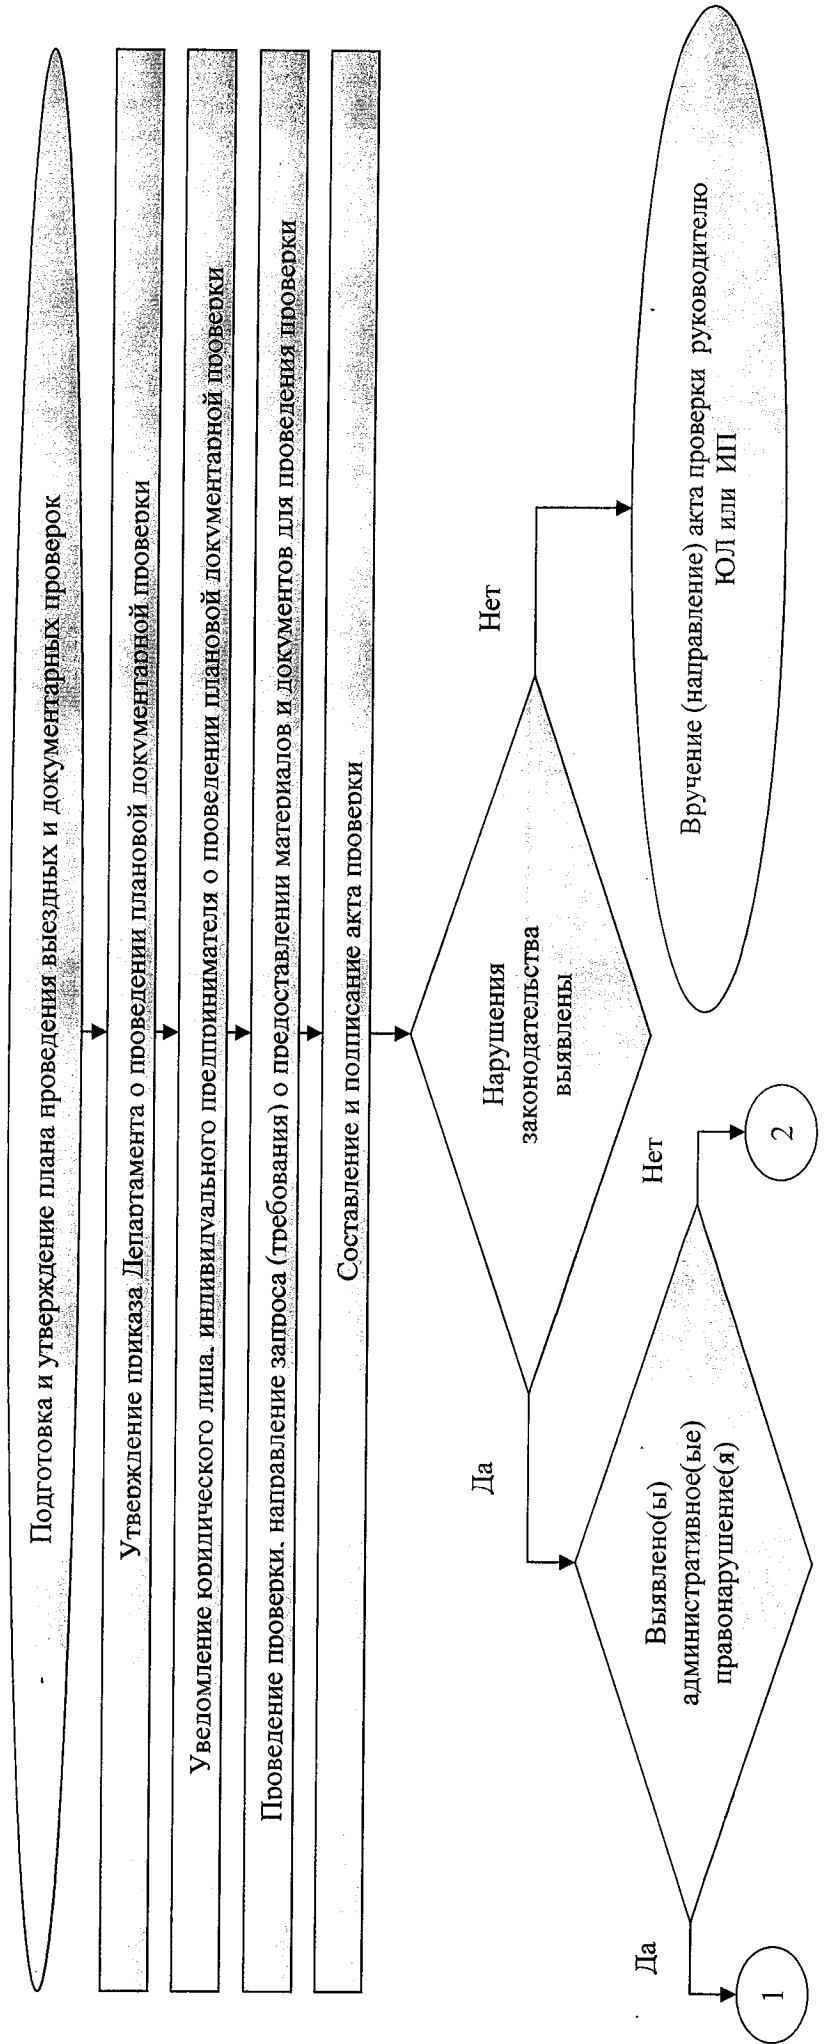 Подготовка и утверждение плана проведения выездных и документарных проверок
Утверждение приказа Департамента о проведении плановой документарной проверки
Уведомление юридического лица, индивидуального предпринимателя о проведении плановой документарной проверки
Проведение проверки, направление запроса (требования) о предоставлении материалов и документов для проведения проверки
Составление и подписание акта проверки
Нарушения
законодательства
выявлены
Да
Нет
Выявлено(ы)
административное(ые)
правонарушение(я)
Вручение (направление) акта проверки руководителю
ЮЛ или ИП
Да
Нет
1
2